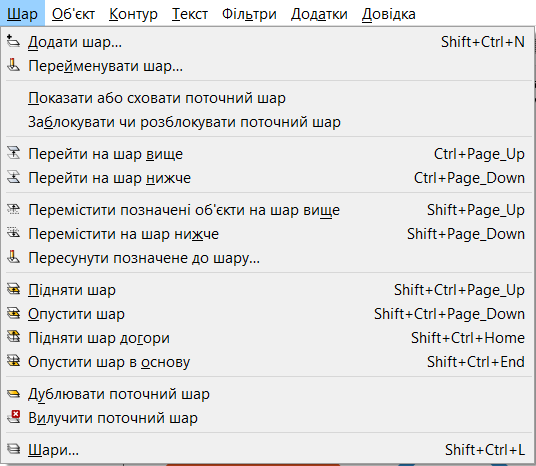 Шар Об'єкт Контур Текст Фільтри Додатки Довідка
Додати шар... Shift+Ctrl+N
Перейменувати шар...
Показати або сховати поточний шар
Заблокувати чи розблокувати поточний шар
Перейти на шар вище Ctrl+Page_Up
Перейти на шар нижче Ctrl+Page_Down
Перемістити позначені об'єкти на шар вище Shift+Page_Up
Перемістити на шар нижче Shift+Page_Down
Пересунути позначене до шару...
Підняти шар Shift+Ctrl+Page_Up
Опустити шар Shift+Ctrl+Page_Down
Підняти шар догори Shift+Ctrl+Home
Опустити шар в основу Shift+Ctrl+End
Дублювати поточний шар
Вилучити поточний шар
Шари... Shift+Ctrl+L